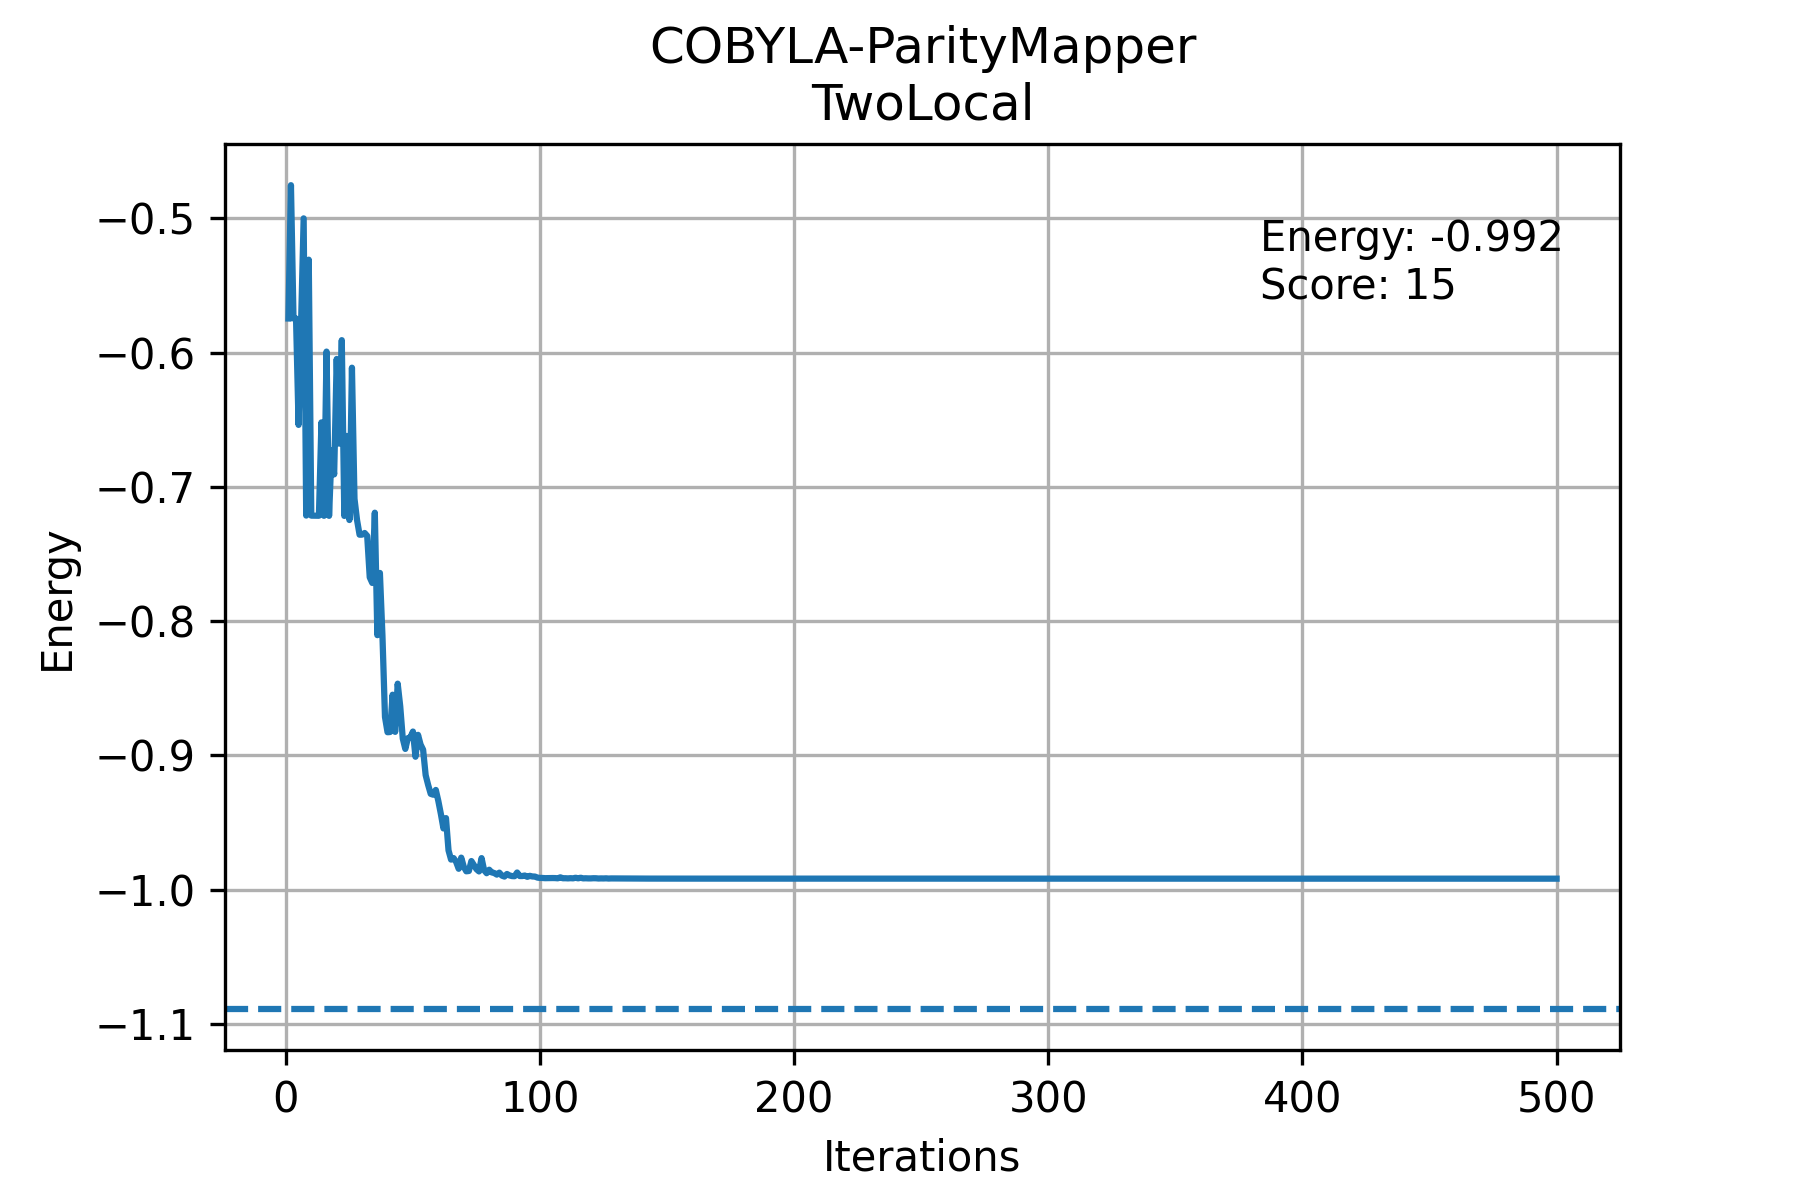 COBYLA-ParityMapper
TwoLocal
Energy: -0.992
Score: 15
Energy
−0.5
−0.6
−0.7
−0.8
−0.9
−1.0
−1.1
0 100 200 300 400 500
Iterations